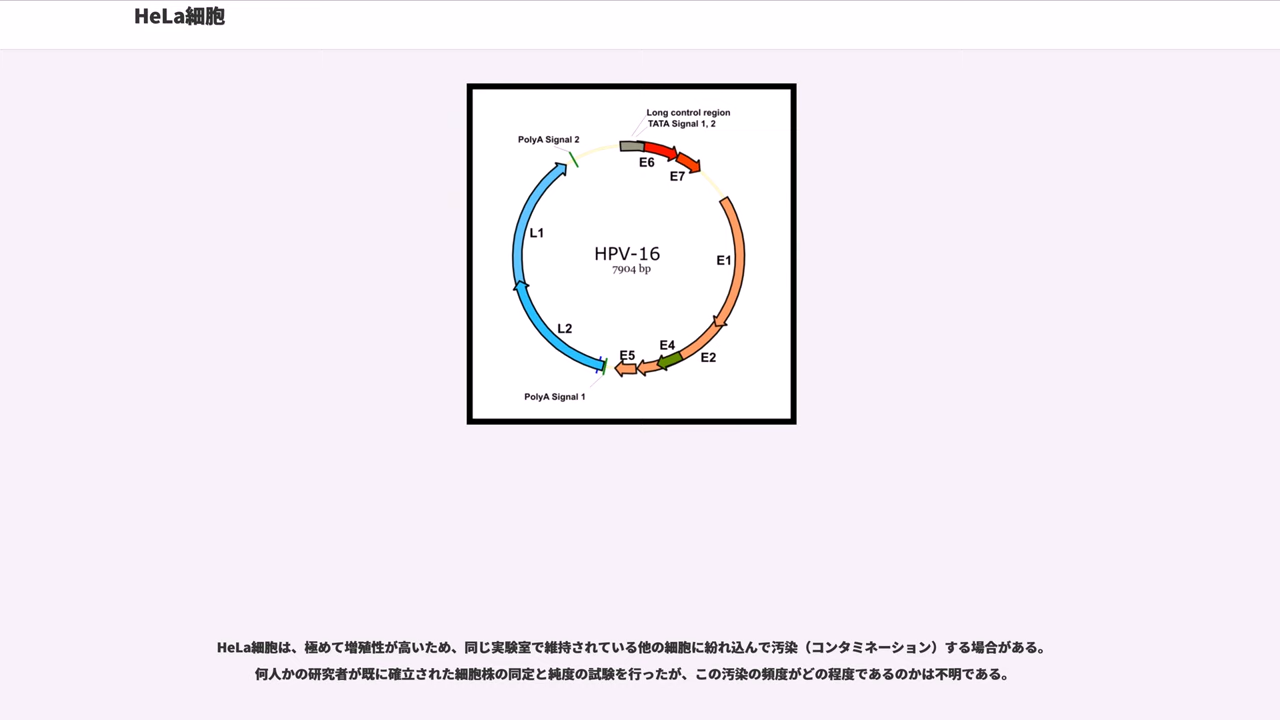 HeLa細胞
Long control region
TATA Signal 1, 2
PolyA Signal 2
E6
E7
L1
HPV-16
7904 bp
E1
L2
E4
E5
E2
PolyA Signal 1
HeLa細胞は、極めて増殖性が高いため、同じ実験室で維持されている他の細胞に紛れ込んで汚染（コンタミネーション）する場合がある。
何人かの研究者が既に確立された細胞株の同定と純度の試験を行ったが、この汚染の頻度がどの程度であるのかは不明である。